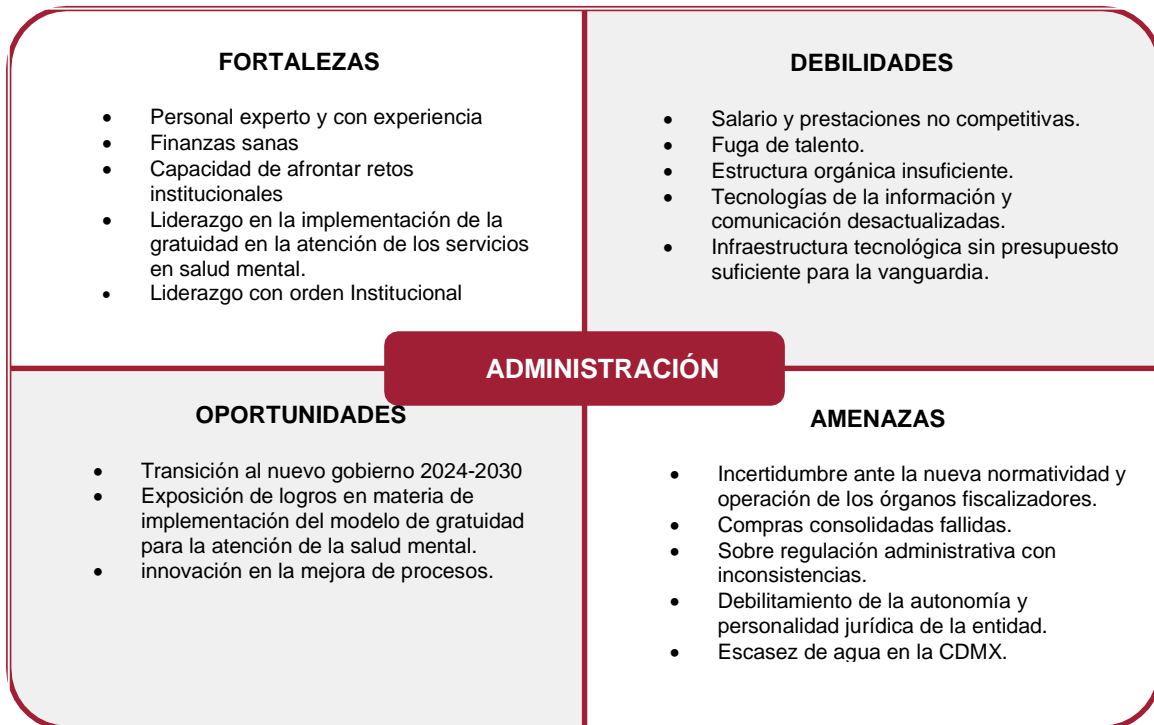 FORTALEZAS
• Personal experto y con experiencia
• Finanzas sanas
• Capacidad de afrontar retos
institucionales
• Liderazgo en la implementación de la
gratuidad en la atención de los servicios
en salud mental.
• Liderazgo con orden Institucional
DEBILIDADES
• Salario y prestaciones no competitivas.
• Fuga de talento.
• Estructura orgánica insuficiente.
• Tecnologías de la información y
comunicación desactualizadas.
• Infraestructura tecnológica sin presupuesto
suficiente para la vanguardia.
ADMINISTRACIÓN
OPORTUNIDADES
• Transición al nuevo gobierno 2024-2030
• Exposición de logros en materia de
implementación del modelo de gratuidad
para la atención de la salud mental.
• innovación en la mejora de procesos.
AMENAZAS
• Incertidumbre ante la nueva normatividad y
operación de los órganos fiscalizadores.
• Compras consolidadas fallidas.
• Sobre regulación administrativa con
inconsistencias.
• Debilitamiento de la autonomía y
personalidad jurídica de la entidad.
• Escasez de agua en la CDMX.